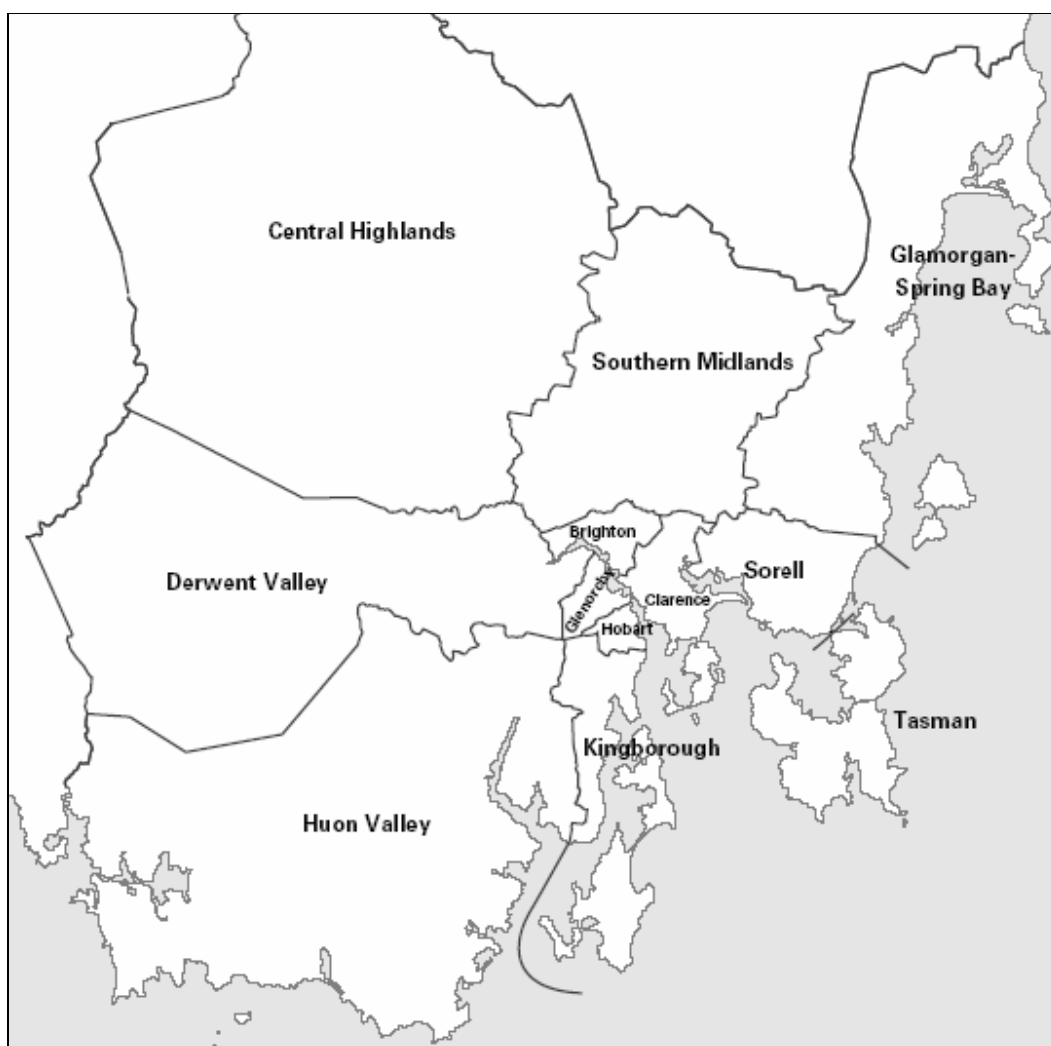 Central Highlands
Glamorgan-
Spring Bay
Southern Midlands
Brighton
Derwent Valley
Sorell
Glenorchy
Clarence
Hobart
Tasman
Kingborough
Huon Valley